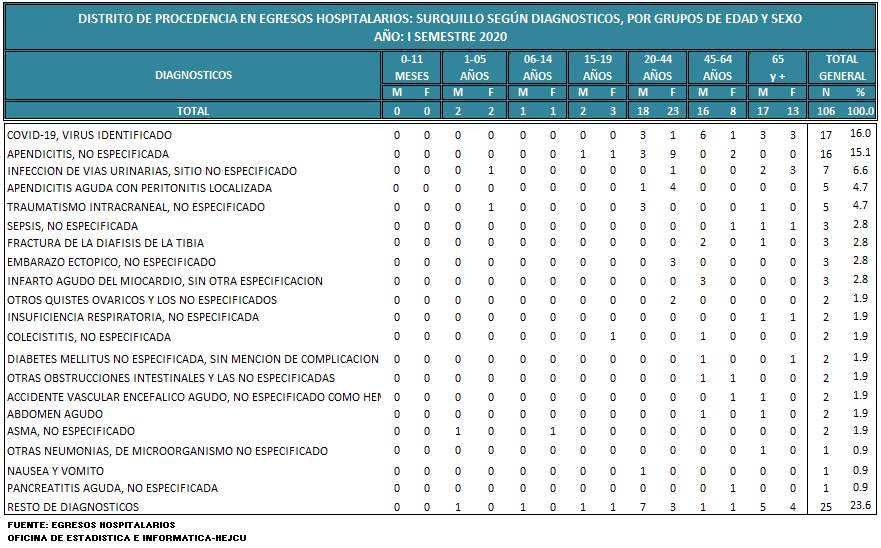 DISTRITO DE PROCEDENCIA EN EGRESOS HOSPITALARIOS: SURQUILLO SEGÚN DIAGNOSTICOS, POR GRUPOS DE EDAD Y SEXO
AÑO: I SEMESTRE 2020
DIAGNOSTICOS 0-11 MESES 1-05 AÑOS 06-14 AÑOS 15-19 AÑOS 20-44 AÑOS 45-64 AÑOS 65 y + TOTAL GENERAL
M F M F M F M F M F M F M F N %
TOTAL 0 0 2 2 1 1 2 3 18 23 16 8 17 13 106 100.0
COVID-19, VIRUS IDENTIFICADO 0 0 0 0 0 0 0 0 3 1 6 1 3 3 17 16.0
APENDICITIS, NO ESPECIFICADA 0 0 0 0 0 0 1 1 3 9 0 2 0 0 16 15.1
INFECCION DE VIAS URINARIAS, SITIO NO ESPECIFICADO 0 0 0 1 0 0 0 0 0 1 0 0 2 3 7 6.6
APENDICITIS AGUDA CON PERITONITIS LOCALIZADA 0 0 0 0 0 0 0 0 1 4 0 0 0 0 5 4.7
TRAUMATISMO INTRACRANEAL, NO ESPECIFICADO 0 0 0 1 0 0 0 0 3 0 0 0 1 0 5 4.7
SEPSIS, NO ESPECIFICADA 0 0 0 0 0 0 0 0 0 0 0 1 1 1 3 2.8
FRACTURA DE LA DIAFISIS DE LA TIBIA 0 0 0 0 0 0 0 0 0 0 2 0 1 0 3 2.8
EMBARAZO ECTOPICO, NO ESPECIFICADO 0 0 0 0 0 0 0 0 0 3 0 0 0 0 3 2.8
INFARTO AGUDO DEL MIOCARDIO, SIN OTRA ESPECIFICACION 0 0 0 0 0 0 0 0 0 0 3 0 0 0 3 2.8
OTROS QUISTES OVARICOS Y LOS NO ESPECIFICADOS 0 0 0 0 0 0 0 0 0 2 0 0 0 0 2 1.9
INSUFICIENCIA RESPIRATORIA, NO ESPECIFICADA 0 0 0 0 0 0 0 0 0 0 0 0 1 1 2 1.9
COLECISTITIS, NO ESPECIFICADA 0 0 0 0 0 0 0 1 0 0 1 0 0 0 2 1.9
DIABETES MELLITUS NO ESPECIFICADA, SIN MENCION DE COMPLICACION 0 0 0 0 0 0 0 0 0 0 1 0 0 1 2 1.9
OTRAS OBSTRUCCIONES INTESTINALES Y LAS NO ESPECIFICADAS 0 0 0 0 0 0 0 0 0 0 1 1 0 0 2 1.9
ACCIDENTE VASCULAR ENCEFALICO AGUDO, NO ESPECIFICADO COMO HEM 0 0 0 0 0 0 0 0 0 0 0 1 1 0 2 1.9
ABDOMEN AGUDO 0 0 0 0 0 0 0 0 0 0 1 0 1 0 2 1.9
ASMA, NO ESPECIFICADO 0 0 1 0 0 1 0 0 0 0 0 0 0 0 2 1.9
OTRAS NEUMONIAS, DE MICROORGANISMO NO ESPECIFICADO 0 0 0 0 0 0 0 0 0 0 0 0 1 0 1 0.9
NAUSEA Y VOMITO 0 0 0 0 0 0 0 0 1 0 0 0 0 0 1 0.9
PANCREATITIS AGUDA, NO ESPECIFICADA 0 0 0 0 0 0 0 0 0 0 0 1 0 0 1 0.9
RESTO DE DIAGNOSTICOS 0 0 1 0 1 0 1 1 7 3 1 1 5 4 25 23.6
FUENTE: EGRESOS HOSPITALARIOS
OFICINA DE ESTADISTICA E INFORMATICA-HEJCU